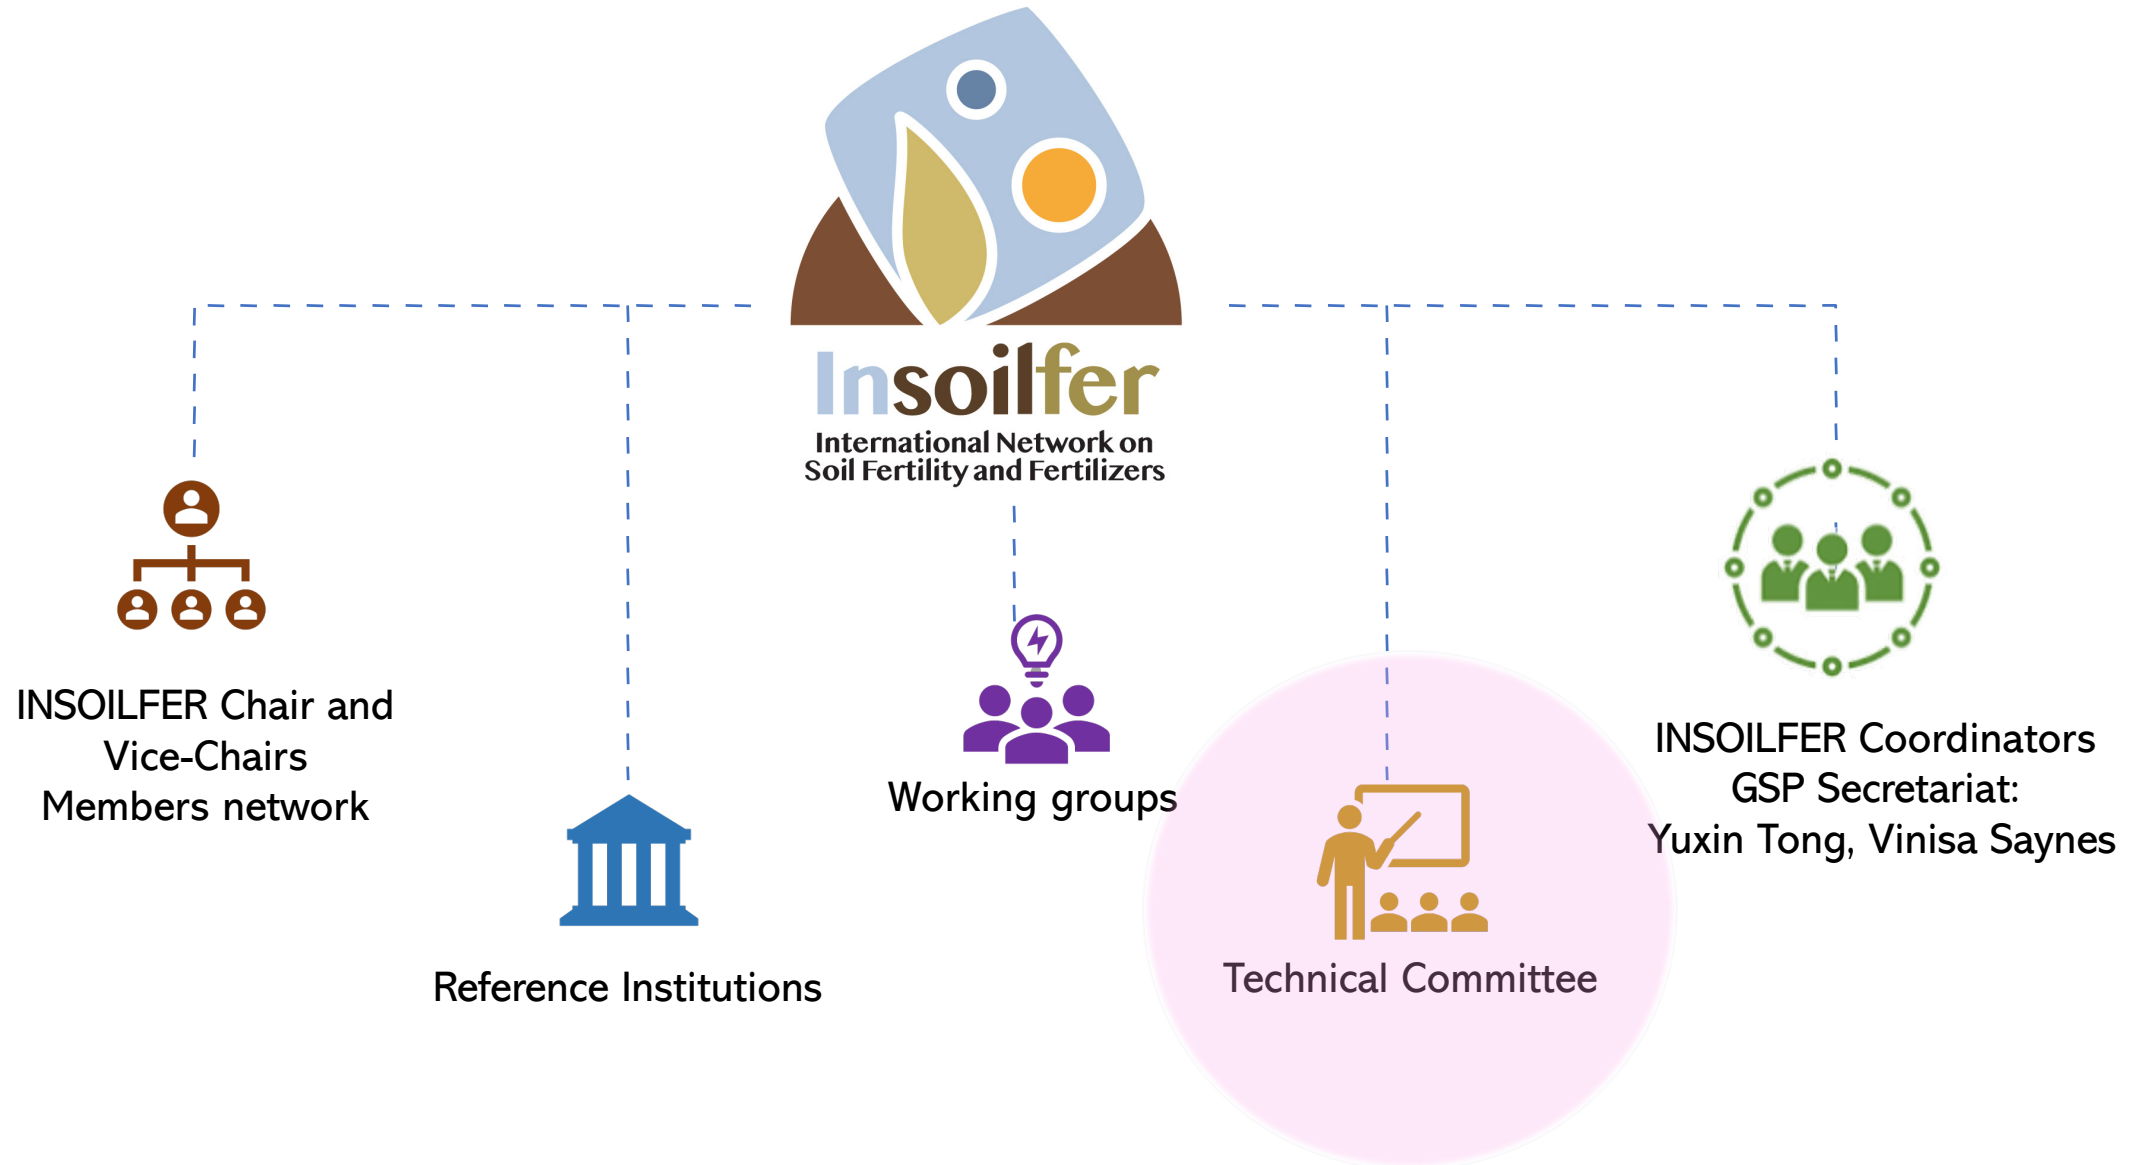 Insoilfer
International Network on
Soil Fertility and Fertilizers
INSOILFER Chair and
Vice-Chairs
Members network
Reference Institutions
Working groups
Technical Committee
INSOILFER Coordinators
GSP Secretariat:
Yuxin Tong, Vinisa Saynes